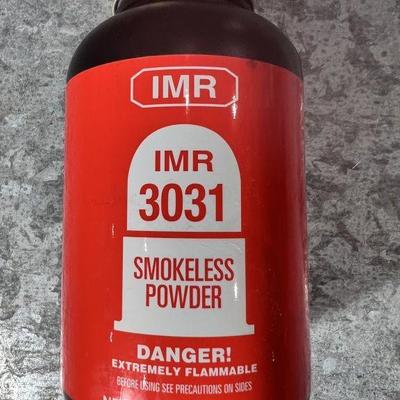 IMR
IMR
3031
SMOKELESS
POWDER
DANGER!
EXTREMELY FLAMMABLE
BEFORE USING SEE PRECAUTIONS ON SIDES